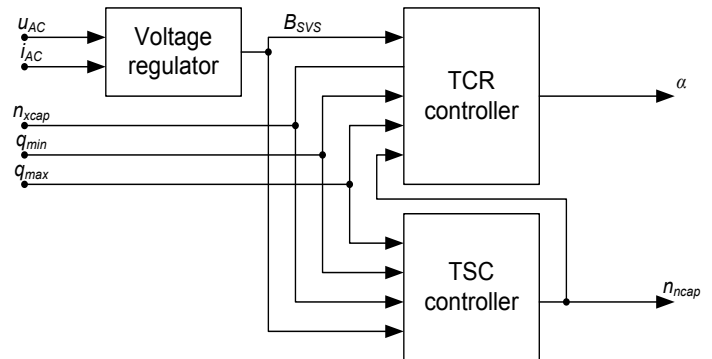 u_AC
B_SVS
i_AC
Voltage
regulator
TCR
controller
α
n_xcap
q_min
q_max
TSC
controller
n_ncap